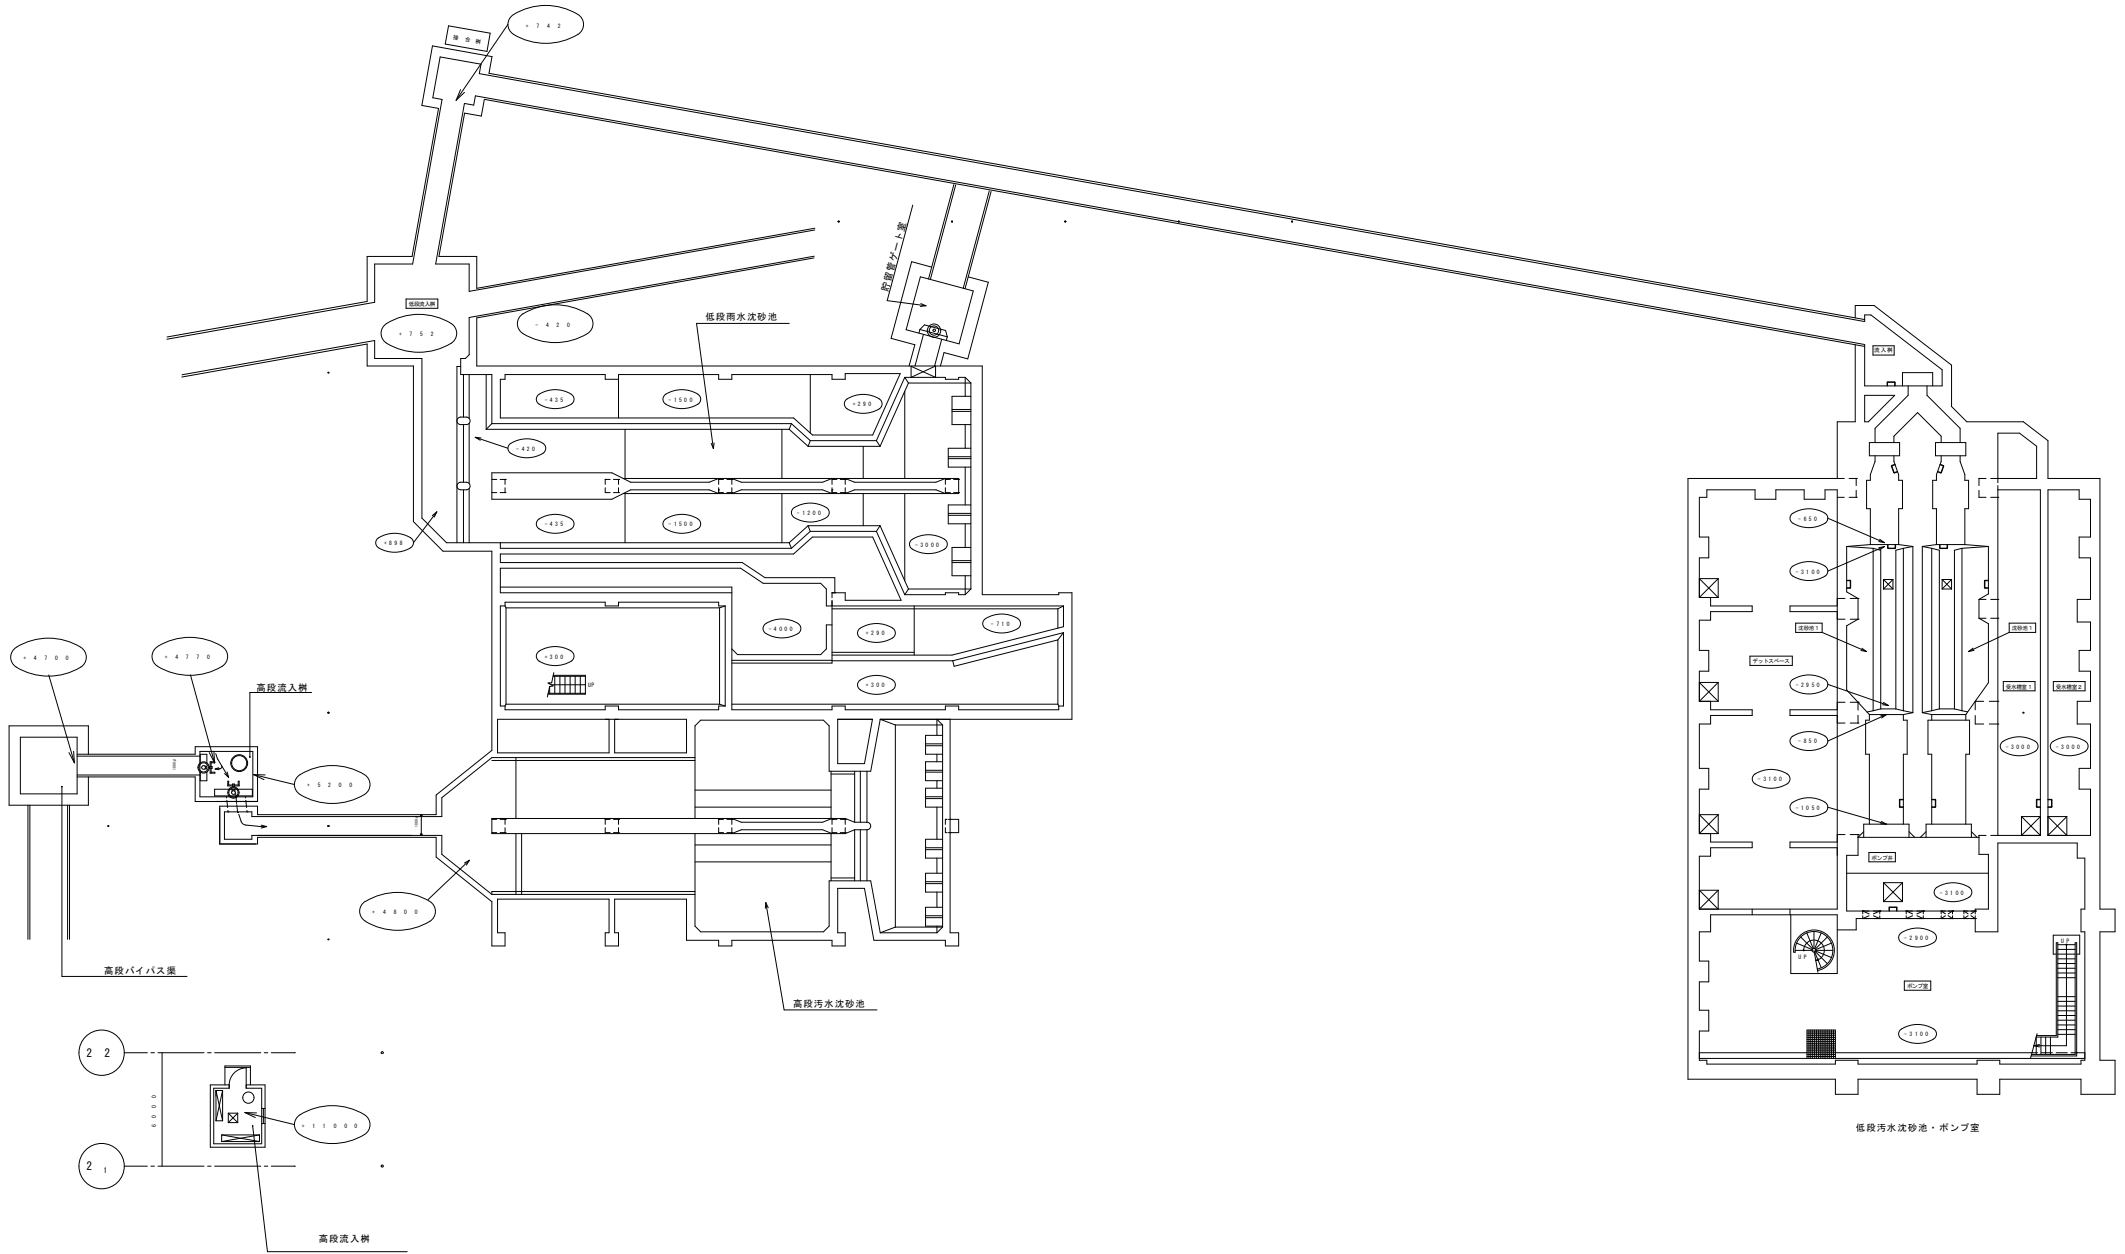 +742
接合桝
貯留管ゲート室
低段流入桝
+752
-420
低段雨水沈砂池
流入桝
-435
-1500
+290
-420
-435
-1500
-1200
-3000
+898
-650
-3100
-4000
+290
-710
沈砂池1
沈砂池1
+300
UP
+300
デットスペース
-2950
受水槽室1
受水槽室2
+4700
+4770
高段流入桝
-850
-3000
-3000
+5200
-3100
-1050
ポンプ井
-3100
+4800
-2900
UP
UP
高段バイパス渠
高段汚水沈砂池
ポンプ室
-3100
22
6000
+11000
21
低段汚水沈砂池・ポンプ室
高段流入桝